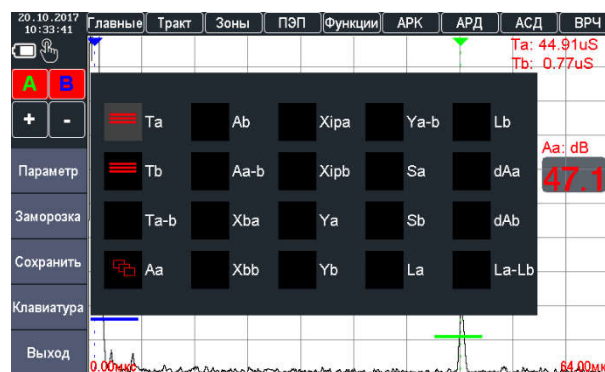 20.10.2017
10:33:41
Главные Тракт Зоны ПЭП Функции АРК АРД АСД ВРЧ
Ta: 44.91uS
Tb: 0.77uS
A B
+ -
Параметр
Заморозка
Сохранить
Клавиатура
Выход
Ta Ab Xipa Ya-b Lb
Tb Aa-b Xipb Sa dAa
Ta-b Xba Ya Sb dAb
Aa Xbb Yb La La-Lb
Aa: dB
47.1
0.00мкс 64.00мк